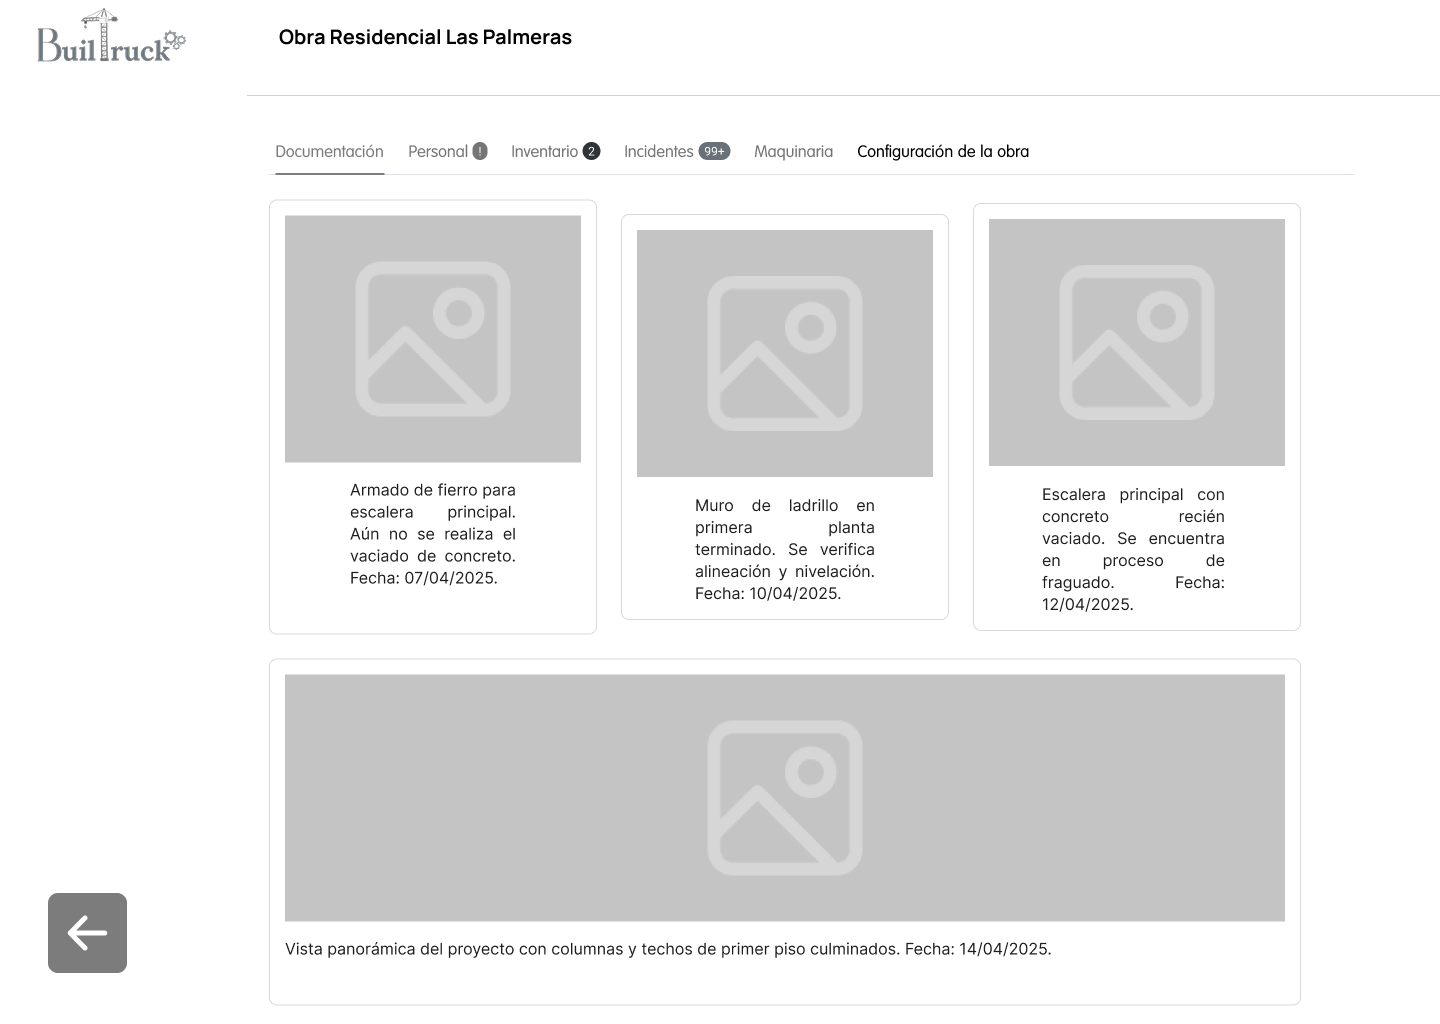 BuilTruck
Obra Residencial Las Palmeras
Documentación
Personal !
Inventario 2
Incidentes 99+
Maquinaria
Configuración de la obra
Armado de fierro para
escalera principal.
Aún no se realiza el
vaciado de concreto.
Fecha: 07/04/2025.
Muro de ladrillo en
primera planta
terminado. Se verifica
alineación y nivelación.
Fecha: 10/04/2025.
Escalera principal con
concreto recién
vaciado. Se encuentra
en proceso de
fraguado. Fecha:
12/04/2025.
Vista panorámica del proyecto con columnas y techos de primer piso culminados. Fecha: 14/04/2025.